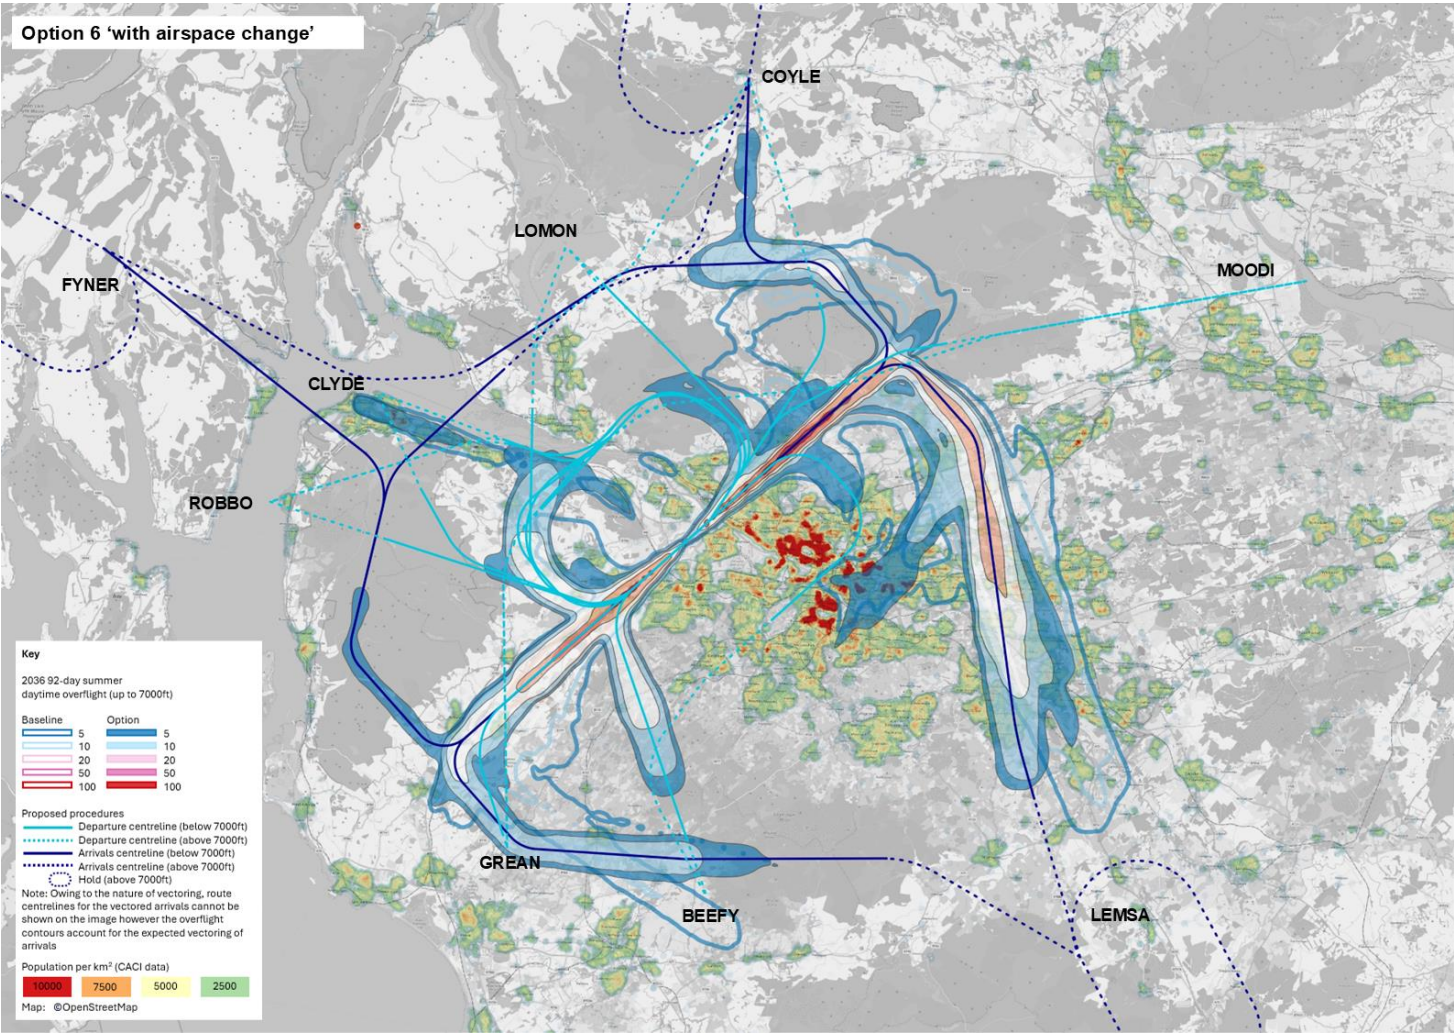 Option 6 ‘with airspace change’
COYLE
LOMON
MOODI
FYNER
CLYDE
ROBBO
GREAN
BEEFY
LEMSA
Key
2036 92-day summer
daytime overflight (up to 7000ft)
Baseline Option
5 5
10 10
20 20
50 50
100 100
Proposed procedures
Departure centreline (below 7000ft)
Departure centreline (above 7000ft)
Arrivals centreline (below 7000ft)
Arrivals centreline (above 7000ft)
Hold (above 7000ft)
Note: Owing to the nature of vectoring, route
centrelines for the vectored arrivals cannot be
shown on the image however the overflight
contours account for the expected vectoring of
arrivals
Population per km² (CACI data)
10000 7500 5000 2500
Map: ©OpenStreetMap